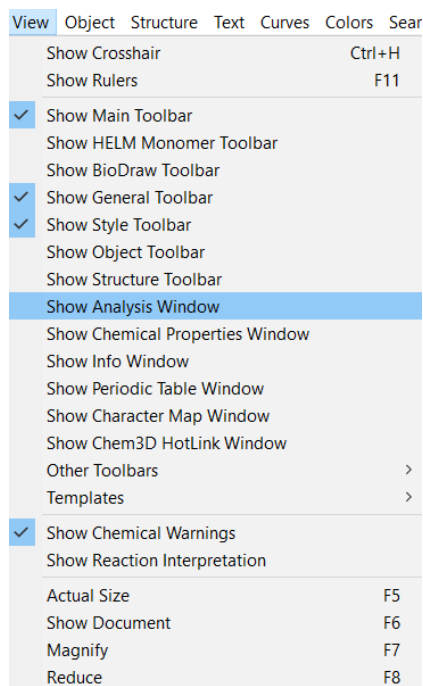 View Object Structure Text Curves Colors Sear
Show Crosshair Ctrl+H
Show Rulers F11
Show Main Toolbar
Show HELM Monomer Toolbar
Show BioDraw Toolbar
Show General Toolbar
Show Style Toolbar
Show Object Toolbar
Show Structure Toolbar
Show Analysis Window
Show Chemical Properties Window
Show Info Window
Show Periodic Table Window
Show Character Map Window
Show Chem3D HotLink Window
Other Toolbars >
Templates >
Show Chemical Warnings
Show Reaction Interpretation
Actual Size F5
Show Document F6
Magnify F7
Reduce F8